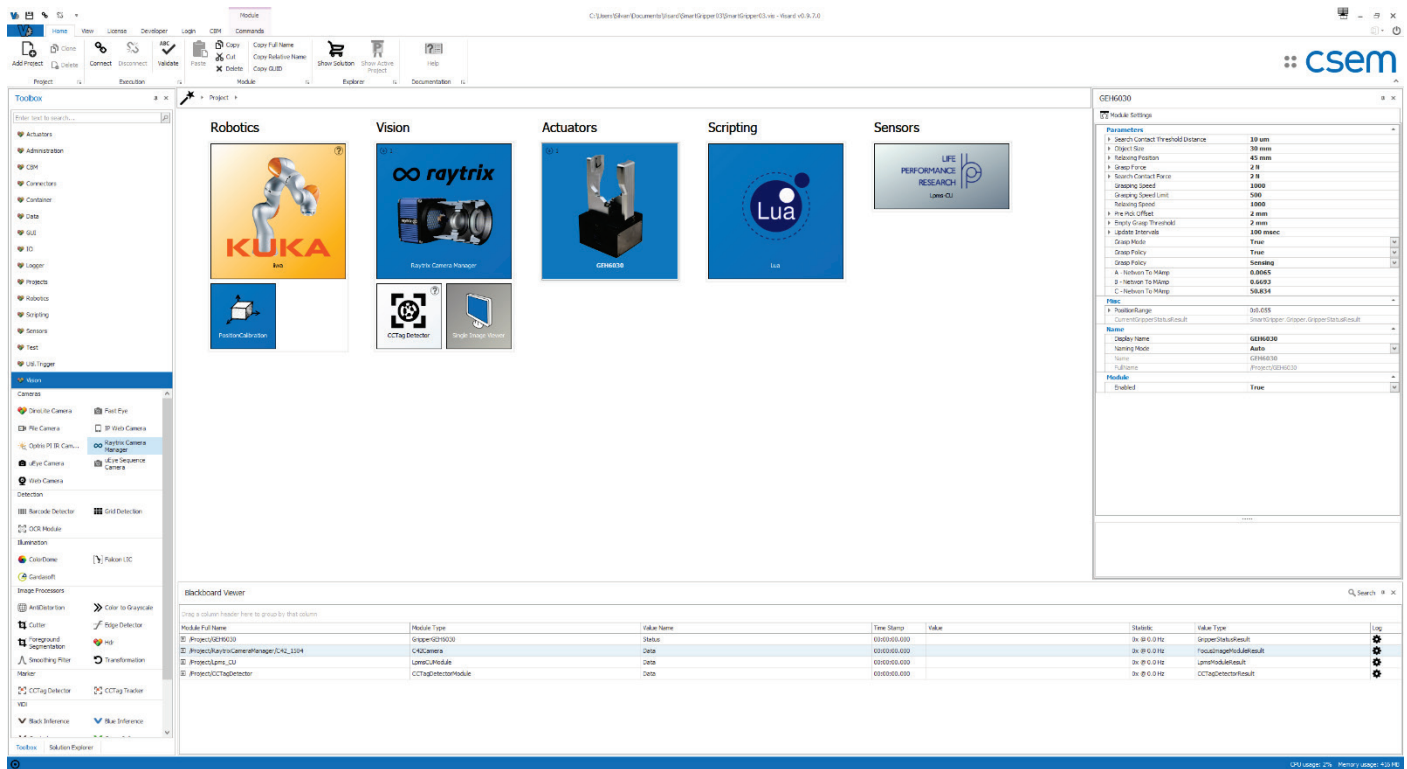 Module
C:\Users\Silvan\Documents\Visard\SmartGripper03\SmartGripper03.vis - Visard v0.9.7.0
Home View License Developer Login CBM Commands
Add Project
Clone
Delete
Connect Disconnect Validate
Paste
Copy
Cut
Delete
Copy Full Name
Copy Relative Name
Copy GUID
Show Solution
Show Active Project
Help
Project Execution Module Explorer Documentation
csem
Toolbox
Enter text to search...
Actuators
Administration
CBM
Connectors
Container
Data
GUI
IO
Logger
Projects
Robotics
Scripting
Sensors
Test
Util.Trigger
Vision
Cameras
DinoLite Camera Fast Eye
File Camera IP Web Camera
Optris PI IR Cam... Raytrix Camera Manager
uEye Camera uEye Sequence Camera
Web Camera
Detection
Barcode Detector Grid Detection
OCR Module
Illumination
ColorDome Falcon LIC
Gardasoft
Image Processors
AntiDistortion Color to Grayscale
Cutter Edge Detector
Foreground Segmentation Hdr
Smoothing Filter Transformation
Marker
CCTag Detector CCTag Tracker
VIDI
Black Inference Blue Inference
Toolbox Solution Explorer
Project
Robotics Vision Actuators Scripting Sensors
KUKA
iiwa
PositionCalibration
raytrix
Raytrix Camera Manager
CCTag Detector
Single Image Viewer
GEH6030
Lua
Lua
LIFE
PERFORMANCE
RESEARCH
Lpms-CU
GEH6030
Module Settings
Parameters
Search Contact Threshold Distance 10 um
Object Size 30 mm
Relaxing Position 45 mm
Grasp Force 2 N
Search Contact Force 2 N
Grasping Speed 1000
Grasping Speed Limit 500
Relaxing Speed 1000
Pre Pick Offset 2 mm
Empty Grasp Threshold 2 mm
Update Intervals 100 msec
Grasp Mode True
Grasp Policy True
Grasp Policy Sensing
A - Netwon To MAmp 0.0065
B - Netwon To MAmp 0.6693
C - Netwon To MAmp 50.834
Misc
PositionRange 0:0.055
CurrentGripperStatusResult SmartGripper.Gripper.GripperStatusResult
Name
Display Name GEH6030
Naming Mode Auto
Name GEH6030
FullName /Project/GEH6030
Module
Enabled True
Blackboard Viewer
Search
Drag a column header here to group by that column
Module Full Name Module Type Value Name Time Stamp Value Statistic Value Type Log
/Project/GEH6030 GripperGEH6030 Status 00:00:00.000 0x @ 0.0 Hz GripperStatusResult
/Project/RaytrixCameraManager/C42_1504 C42Camera Data 00:00:00.000 0x @ 0.0 Hz FocusImageModuleResult
/Project/Lpms_CU LpmsCUModule Data 00:00:00.000 0x @ 0.0 Hz LpmsModuleResult
/Project/CCTagDetector CCTagDetectorModule Data 00:00:00.000 0x @ 0.0 Hz CCTagDetectorResult
CPU usage: 2% Memory usage: 435 MB